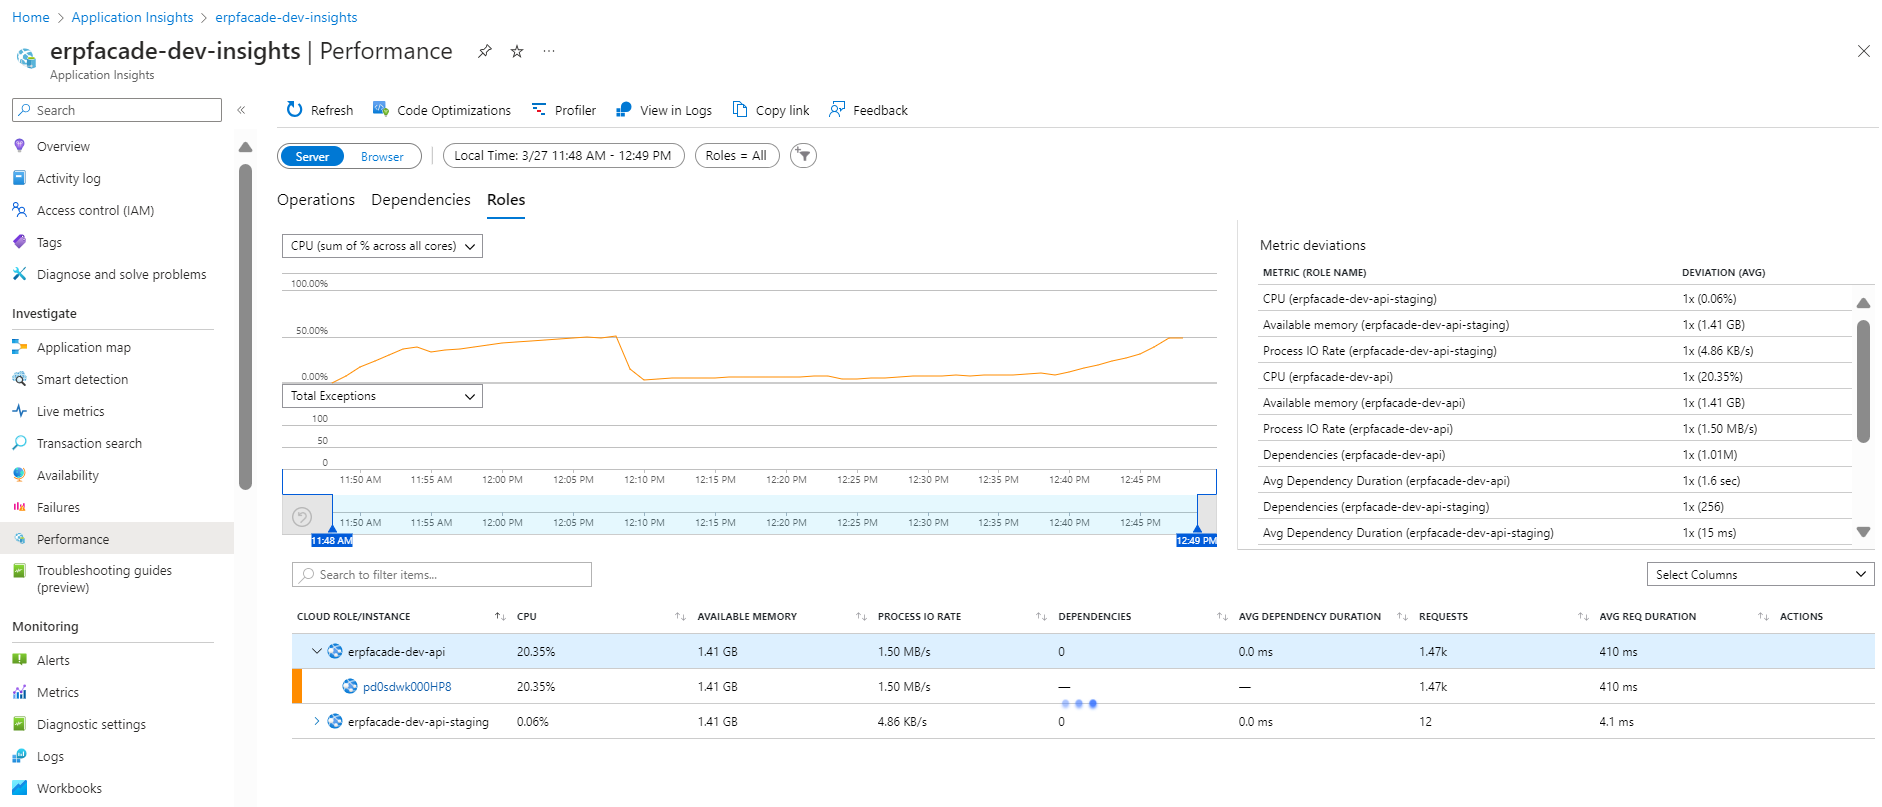 Home > Application Insights > erpfacade-dev-insights
erpfacade-dev-insights | Performance
Application Insights
Search
Overview
Activity log
Access control (IAM)
Tags
Diagnose and solve problems
Investigate
Application map
Smart detection
Live metrics
Transaction search
Availability
Failures
Performance
Troubleshooting guides
(preview)
Monitoring
Alerts
Metrics
Diagnostic settings
Logs
Workbooks
Refresh Code Optimizations Profiler View in Logs Copy link Feedback
Server Browser Local Time: 3/27 11:48 AM - 12:49 PM Roles = All
Operations Dependencies Roles
CPU (sum of % across all cores)
100.00%
50.00%
0.00%
Total Exceptions
100
50
0
11:50 AM 11:55 AM 12:00 PM 12:05 PM 12:10 PM 12:15 PM 12:20 PM 12:25 PM 12:30 PM 12:35 PM 12:40 PM 12:45 PM
11:50 AM 11:55 AM 12:00 PM 12:05 PM 12:10 PM 12:15 PM 12:20 PM 12:25 PM 12:30 PM 12:35 PM 12:40 PM 12:45 PM
11:48 AM 12:49 PM
Metric deviations
METRIC (ROLE NAME) DEVIATION (AVG)
CPU (erpfacade-dev-api-staging) 1x (0.06%)
Available memory (erpfacade-dev-api-staging) 1x (1.41 GB)
Process IO Rate (erpfacade-dev-api-staging) 1x (4.86 KB/s)
CPU (erpfacade-dev-api) 1x (20.35%)
Available memory (erpfacade-dev-api) 1x (1.41 GB)
Process IO Rate (erpfacade-dev-api) 1x (1.50 MB/s)
Dependencies (erpfacade-dev-api) 1x (1.01M)
Avg Dependency Duration (erpfacade-dev-api) 1x (1.6 sec)
Dependencies (erpfacade-dev-api-staging) 1x (256)
Avg Dependency Duration (erpfacade-dev-api-staging) 1x (15 ms)
Search to filter items... Select Columns
CLOUD ROLE/INSTANCE CPU AVAILABLE MEMORY PROCESS IO RATE DEPENDENCIES AVG DEPENDENCY DURATION REQUESTS AVG REQ DURATION ACTIONS
erpfacade-dev-api 20.35% 1.41 GB 1.50 MB/s 0 0.0 ms 1.47k 410 ms
pd0sdwk000HP8 20.35% 1.41 GB 1.50 MB/s — — 1.47k 410 ms
erpfacade-dev-api-staging 0.06% 1.41 GB 4.86 KB/s 0 0.0 ms 12 4.1 ms